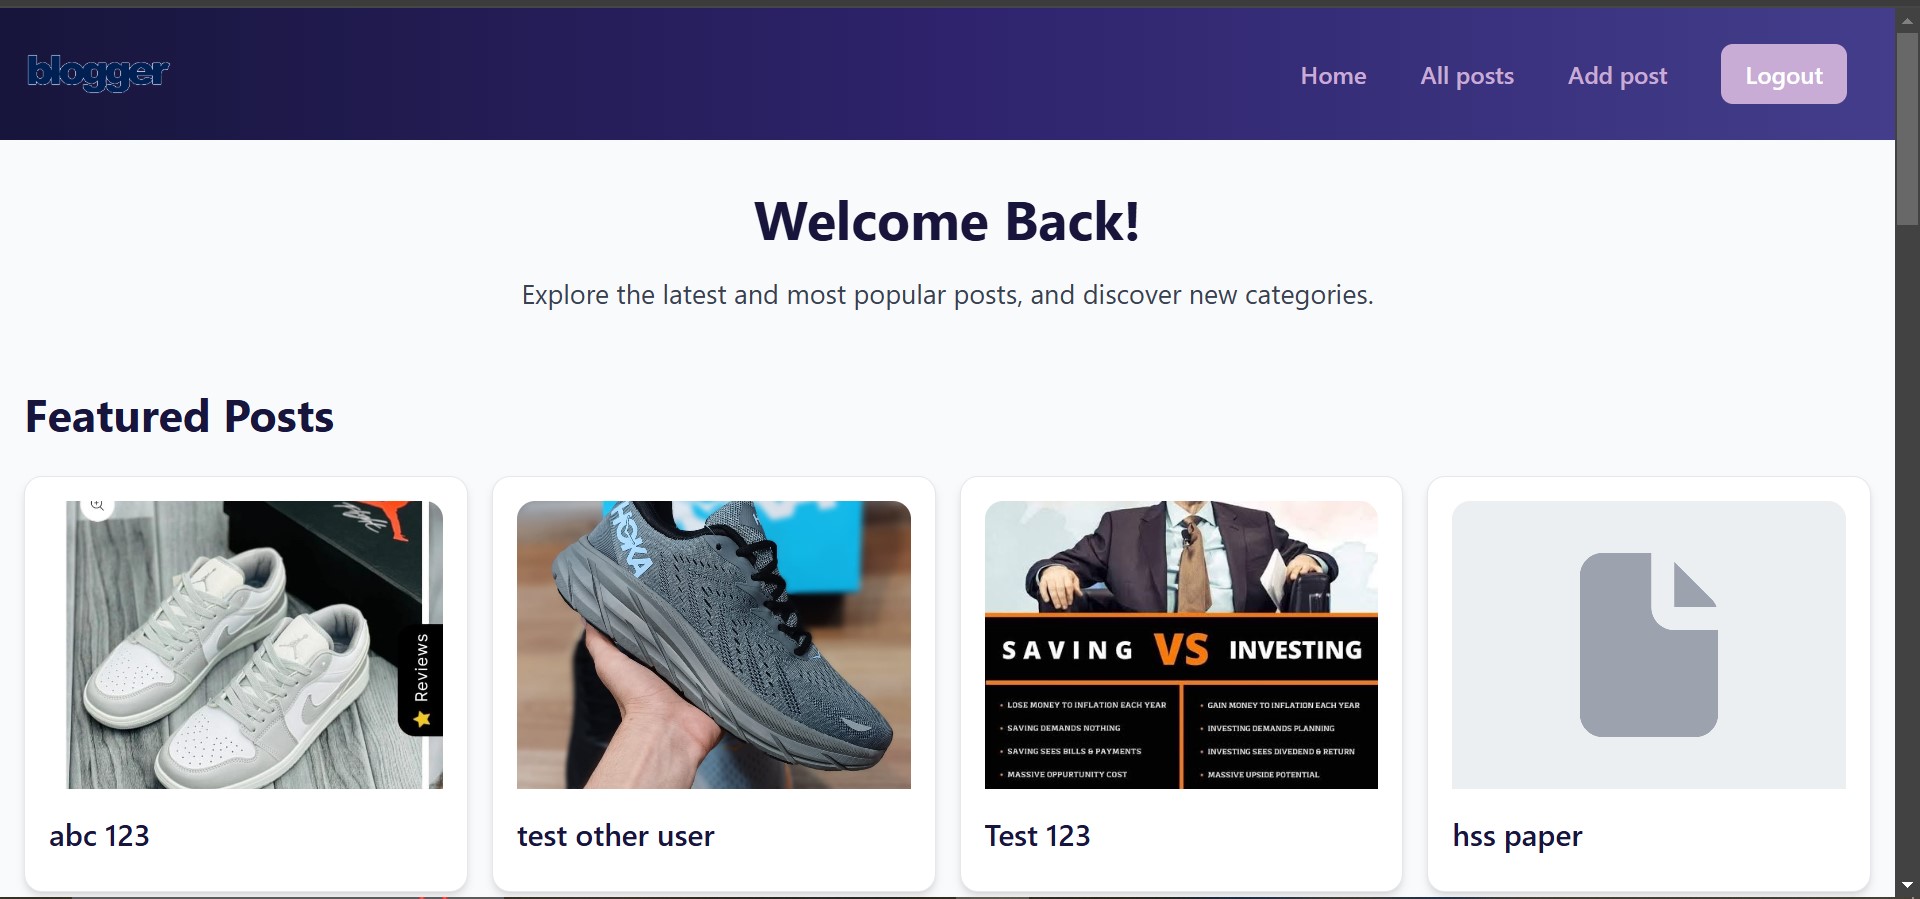 blogger
Home
All posts
Add post
Logout
Welcome Back!
Explore the latest and most popular posts, and discover new categories.
Featured Posts
Reviews
HOKA
SAVING VS INVESTING
• LOSE MONEY TO INFLATION EACH YEAR
• SAVING DEMANDS NOTHING
• SAVING SEES BILLS & PAYMENTS
• MASSIVE OPPORTUNITY COST
• GAIN MONEY TO INFLATION EACH YEAR
• INVESTING DEMANDS PLANNING
• INVESTING SEES DIVEDEND & RETURN
• MASSIVE UPSIDE POTENTIAL
abc 123
test other user
Test 123
hss paper